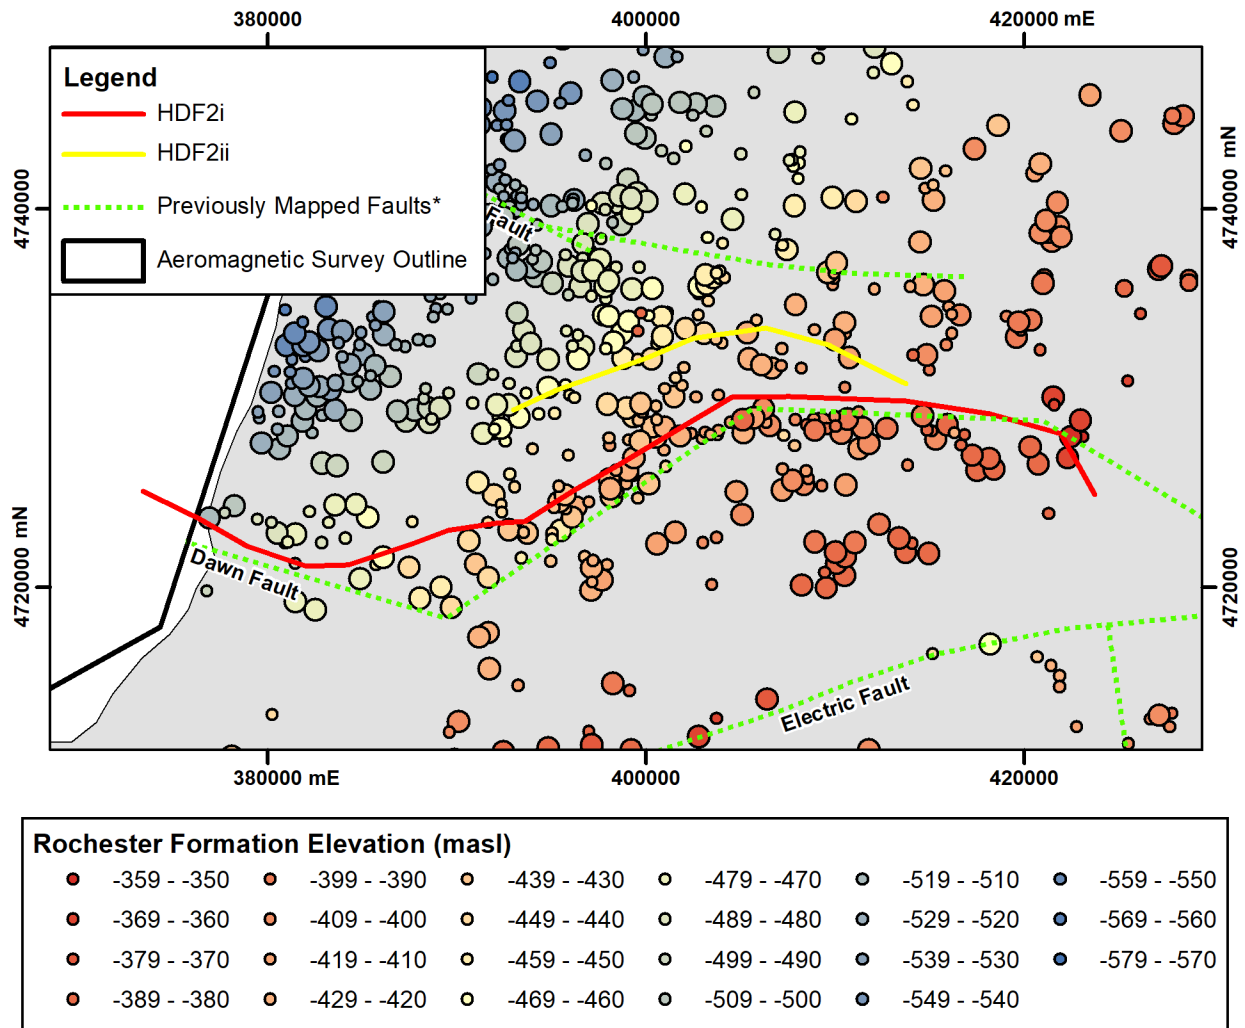 380000
400000
420000 mE
Legend
HDF2i
HDF2ii
Previously Mapped Faults*
Aeromagnetic Survey Outline
4740000
4720000 mN
4740000 mN
4720000
Fault
Dawn Fault
Electric Fault
380000 mE
400000
420000
Rochester Formation Elevation (masl)
-359 - -350 -399 - -390 -439 - -430 -479 - -470 -519 - -510 -559 - -550
-369 - -360 -409 - -400 -449 - -440 -489 - -480 -529 - -520 -569 - -560
-379 - -370 -419 - -410 -459 - -450 -499 - -490 -539 - -530 -579 - -570
-389 - -380 -429 - -420 -469 - -460 -509 - -500 -549 - -540